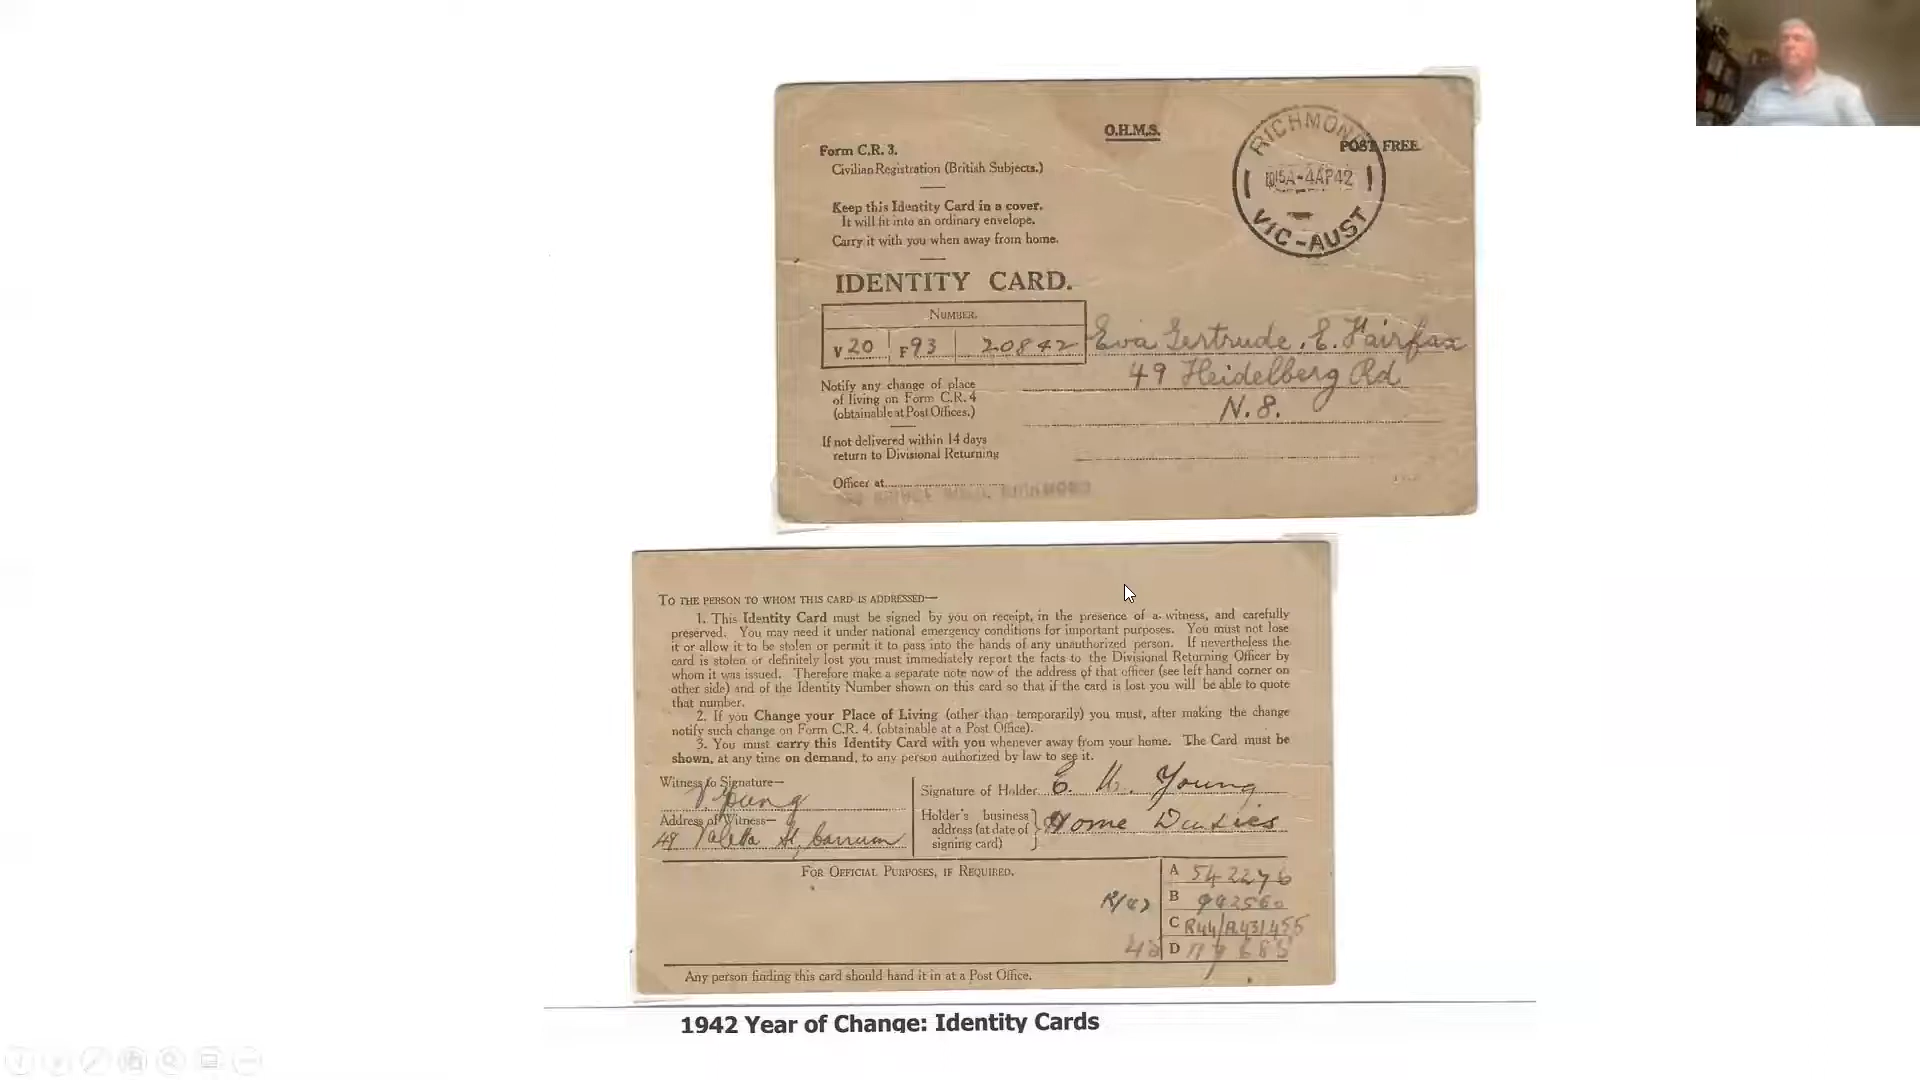 O.H.M.S.
Form C.R. 3.
POST FREE
Civilian Registration (British Subjects.)
RICHMOND
1015A-4AP42
VIC-AUST
Keep this Identity Card in a cover.
It will fit into an ordinary envelope.
Carry it with you when away from home.
IDENTITY CARD.
NUMBER.
V 20 F 93 20842
Eva Gertrude. E. Fairfax
49 Heidelberg Rd
N. 8.
Notify any change of place
of living on Form C.R. 4
(obtainable at Post Offices.)
If not delivered within 14 days
return to Divisional Returning
Officer at
TO THE PERSON TO WHOM THIS CARD IS ADDRESSED—
1. This Identity Card must be signed by you on receipt, in the presence of a witness, and carefully
preserved. You may need it under national emergency conditions for important purposes. You must not lose
it or allow it to be stolen or permit it to pass into the hands of any unauthorized person. If nevertheless the
card is stolen or definitely lost you must immediately report the facts to the Divisional Returning Officer by
whom it was issued. Therefore make a separate note now of the address of that officer (see left hand corner on
other side) and of the Identity Number shown on this card so that if the card is lost you will be able to quote
that number.
2. If you Change your Place of Living (other than temporarily) you must, after making the change
notify such change on Form C.R. 4. (obtainable at a Post Office).
3. You must carry this Identity Card with you whenever away from your home. The Card must be
shown, at any time on demand, to any person authorized by law to see it.
Witness to Signature—
Young
Address of Witness—
St, Carrum
Signature of Holder Young
Holder's business
address (at date of
signing card)
Home Duties
FOR OFFICIAL PURPOSES, IF REQUIRED.
A 542276
B
C R44/A431455
D
Any person finding this card should hand it in at a Post Office.
1942 Year of Change: Identity Cards